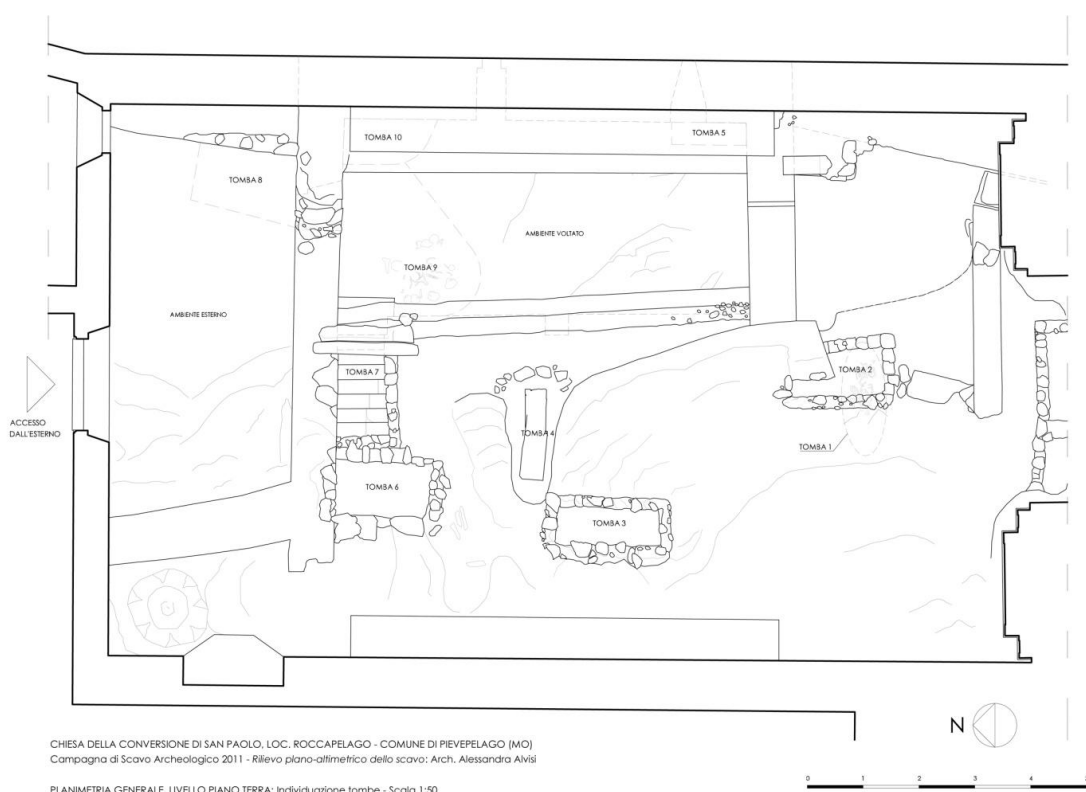 TOMBA 10
TOMBA 5
TOMBA 8
AMBIENTE VOLTATO
TOMBA 9
AMBIENTE ESTERNO
TOMBA 7
TOMBA 2
ACCESSO
DALL'ESTERNO
TOMBA 4
TOMBA 1
TOMBA 6
TOMBA 3
N
CHIESA DELLA CONVERSIONE DI SAN PAOLO, LOC. ROCCAPELAGO - COMUNE DI PIEVEPELAGO (MO)
Campagna di Scavo Archeologico 2011 - Rilievo plano-altimetrico dello scavo: Arch. Alessandra Alvisi
PLANIMETRIA GENERALE, LIVELLO PIANO TERRA: Individuazione tombe - Scala 1:50
0 1 2 3 4